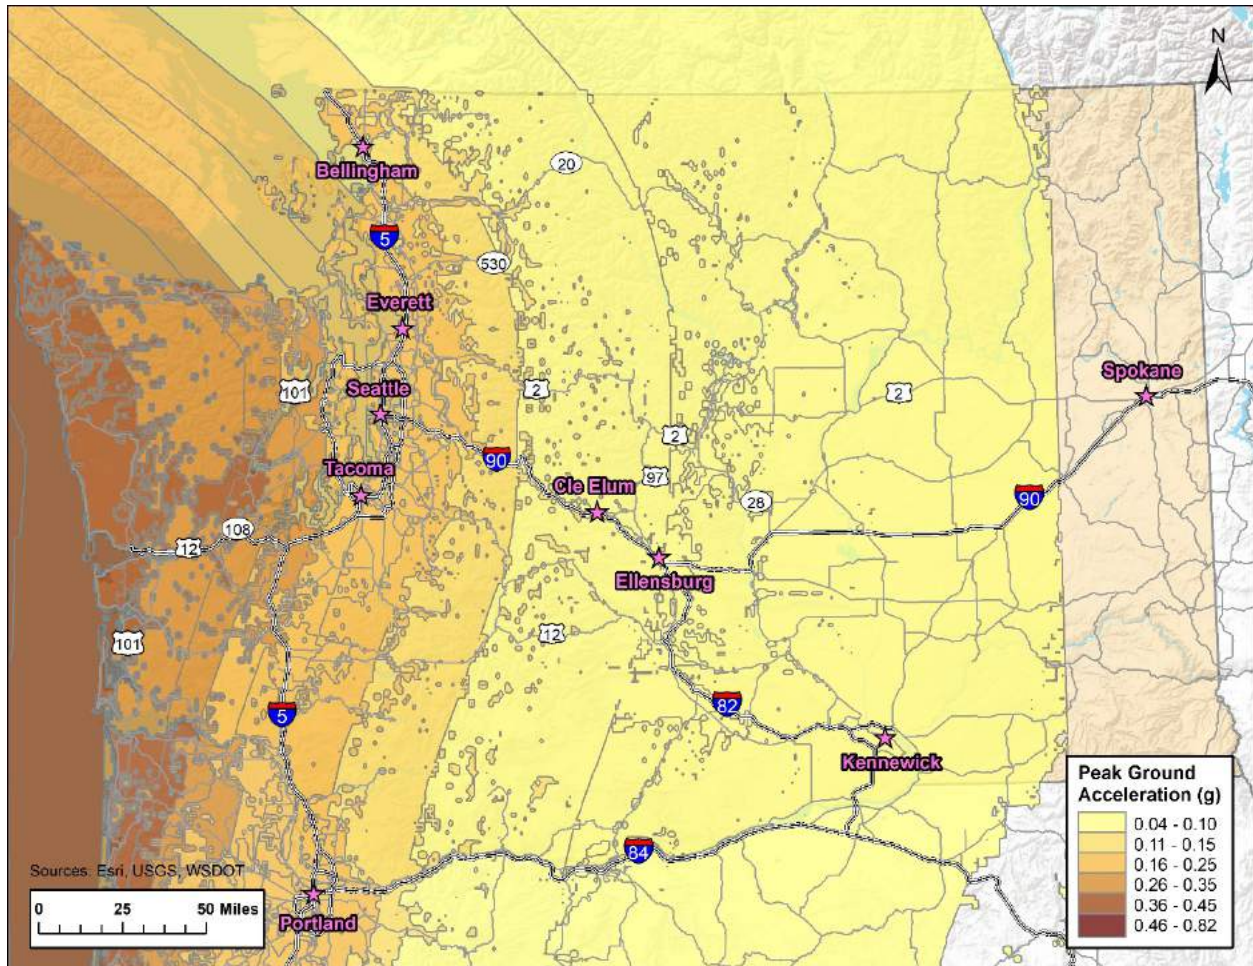 N
Bellingham
20
5
530
Everett
Seattle
101
2
2
Spokane
2
Tacoma
90
97
Cle Elum
28
90
108
12
Ellensburg
12
101
82
5
Kennewick
84
Portland
Sources: Esri, USGS, WSDOT
0 25 50 Miles
Peak Ground
Acceleration (g)
0.04 - 0.10
0.11 - 0.15
0.16 - 0.25
0.26 - 0.35
0.36 - 0.45
0.46 - 0.82